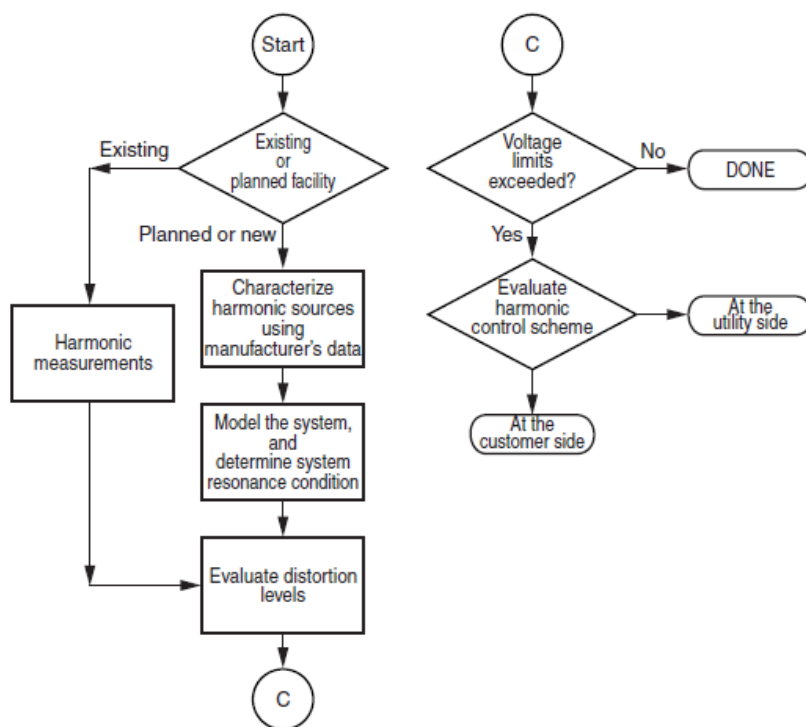 Start
Existing
or
planned facility
Existing
Planned or new
Characterize
harmonic sources
using
manufacturer's data
Harmonic
measurements
Model the system,
and
determine system
resonance condition
Evaluate distortion
levels
C
C
Voltage
limits
exceeded?
No
DONE
Yes
Evaluate
harmonic
control scheme
At the
utility side
At the
customer side